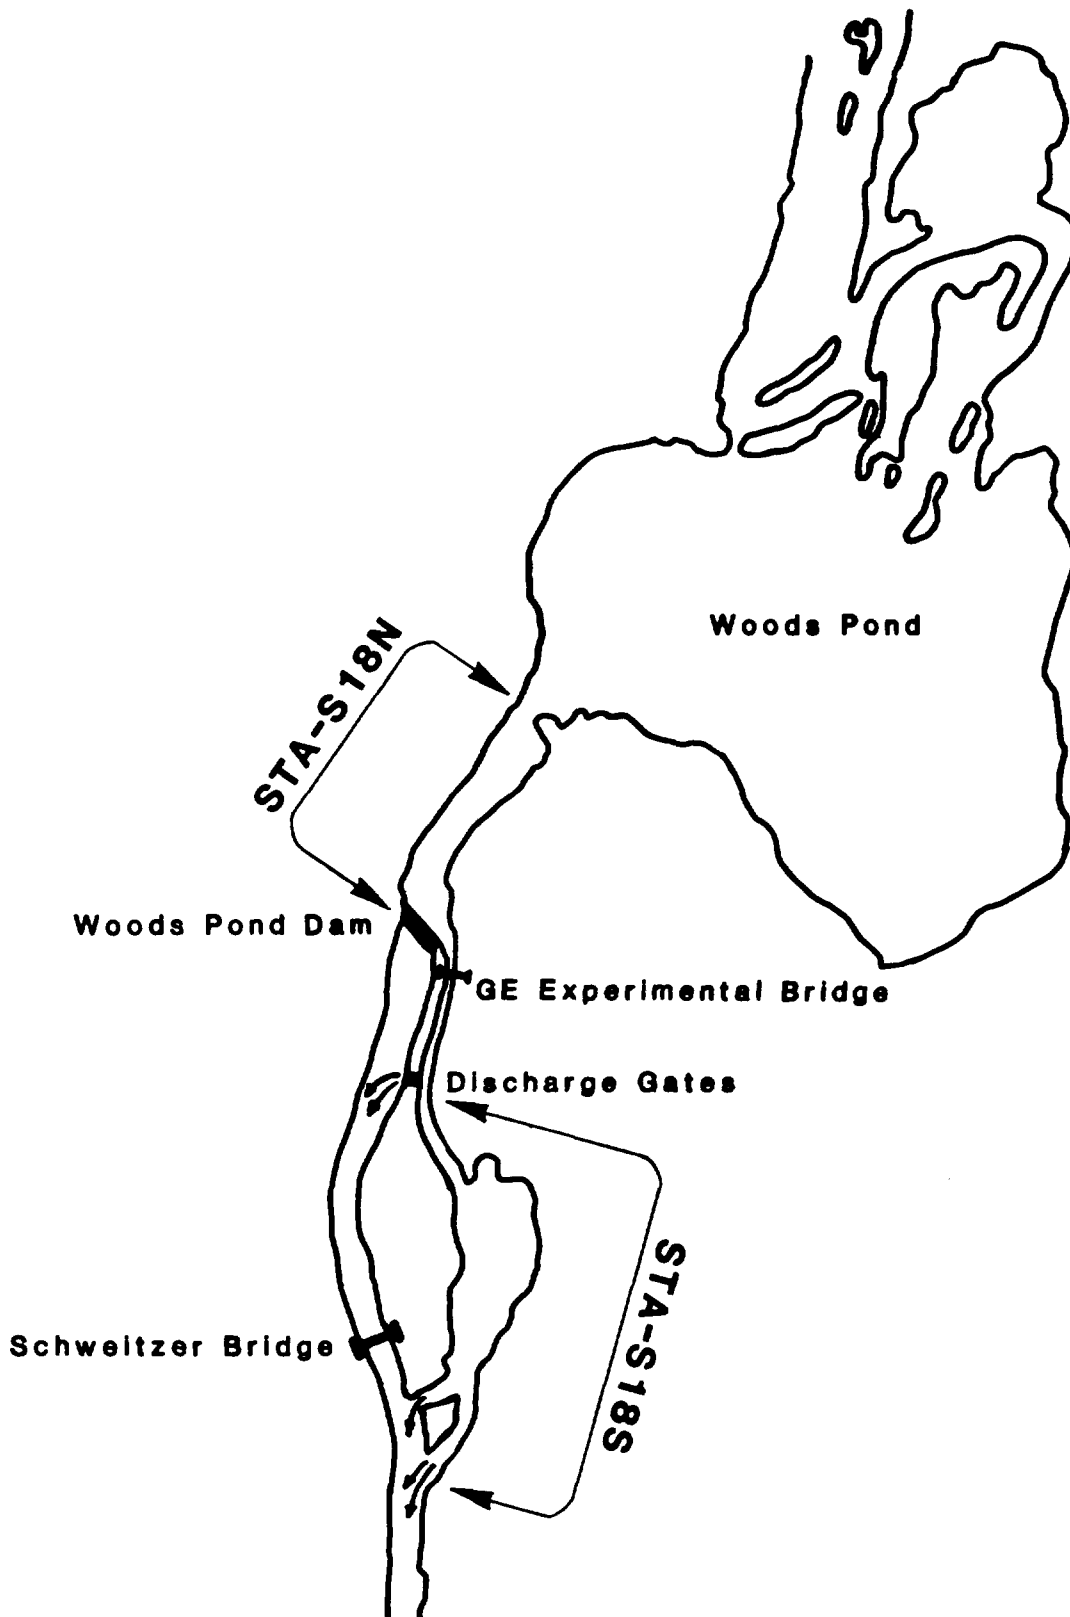 Woods Pond
STA-S18N
Woods Pond Dam
GE Experimental Bridge
Discharge Gates
STA-S18S
Schweitzer Bridge